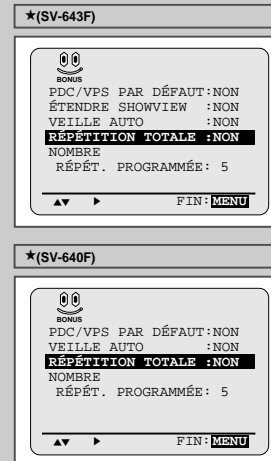 ★(SV-643F)
BONUS
PDC/VPS PAR DÉFAUT:NON
ÉTENDRE SHOWVIEW :NON
VEILLE AUTO :NON
RÉPÉTITION TOTALE :NON
NOMBRE
RÉPÉT. PROGRAMMÉE: 5
▲▼ ► FIN:MENU
★(SV-640F)
BONUS
PDC/VPS PAR DÉFAUT:NON
VEILLE AUTO :NON
RÉPÉTITION TOTALE :NON
NOMBRE
RÉPÉT. PROGRAMMÉE: 5
▲▼ ► FIN:MENU